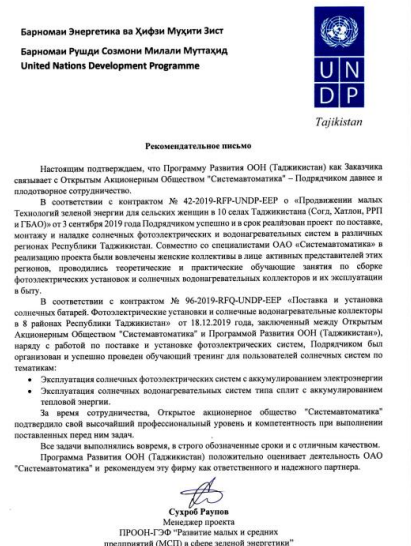 Барномаи Энергетика ва Ҳифзи Муҳити Зист
Барномаи Рушди Созмони Милали Муттаҳид
United Nations Development Programme
U N
D P
Tajikistan
Рекомендательное письмо
Настоящим подтверждаем, что Программу Развития ООН (Таджикистан) как Заказчика
связывает с Открытым Акционерным Обществом "Системавтоматика" – Подрядчиком давнее и
плодотворное сотрудничество.
В соответствии с контрактом № 42-2019-RFP-UNDP-EEP о «Продвижении малых
Технологий зеленой энергии для сельских женщин в 10 селах Таджикистана (Согд, Хатлон, РРП
и ГБАО)» от 3 сентября 2019 года Подрядчиком успешно и в срок реализован проект по поставке,
монтажу и наладке солнечных фотоэлектрических и водонагревательных систем в различных
регионах Республики Таджикистан. Совместно со специалистами ОАО «Системавтоматика» в
реализацию проекта были вовлечены женские коллективы в лице активных представителей этих
регионов, проводились теоретические и практические обучающие занятия по сборке
фотоэлектрических установок и солнечных водонагревательных коллекторов и их эксплуатации
в быту.
В соответствии с контрактом № 96-2019-RFQ-UNDP-EEP «Поставка и установка
солнечных батарей. Фотоэлектрические установки и солнечные водонагревательные коллекторы
в 8 районах Республики Таджикистан» от 18.12.2019 года, заключенный между Открытым
Акционерным Обществом "Системавтоматика" и Программой Развития ООН (Таджикистан»),
наряду с работой по поставке и установке фотоэлектрических систем, Подрядчиком был
организован и успешно проведен обучающий тренинг для пользователей солнечных систем по
тематикам:
• Эксплуатация солнечных фотоэлектрических систем с аккумулированием электроэнергии
• Эксплуатация солнечных водонагревательных систем типа сплит с аккумулированием
тепловой энергии.
За время сотрудничества, Открытое акционерное общество "Системавтоматика"
подтвердило свой высочайший профессиональный уровень и компетентность при выполнении
поставленных перед ним задач.
Все задачи выполнялись вовремя, в строго обозначенные сроки и с отличным качеством.
Программа Развития ООН (Таджикистан) положительно оценивает деятельность ОАО
"Системавтоматика" и рекомендует эту фирму как ответственного и надежного партнера.
Сухроб Раупов
Менеджер проекта
ПРООН-ГЭФ "Развитие малых и средних
предприятий (МСП) в сфере зеленой энергетики"